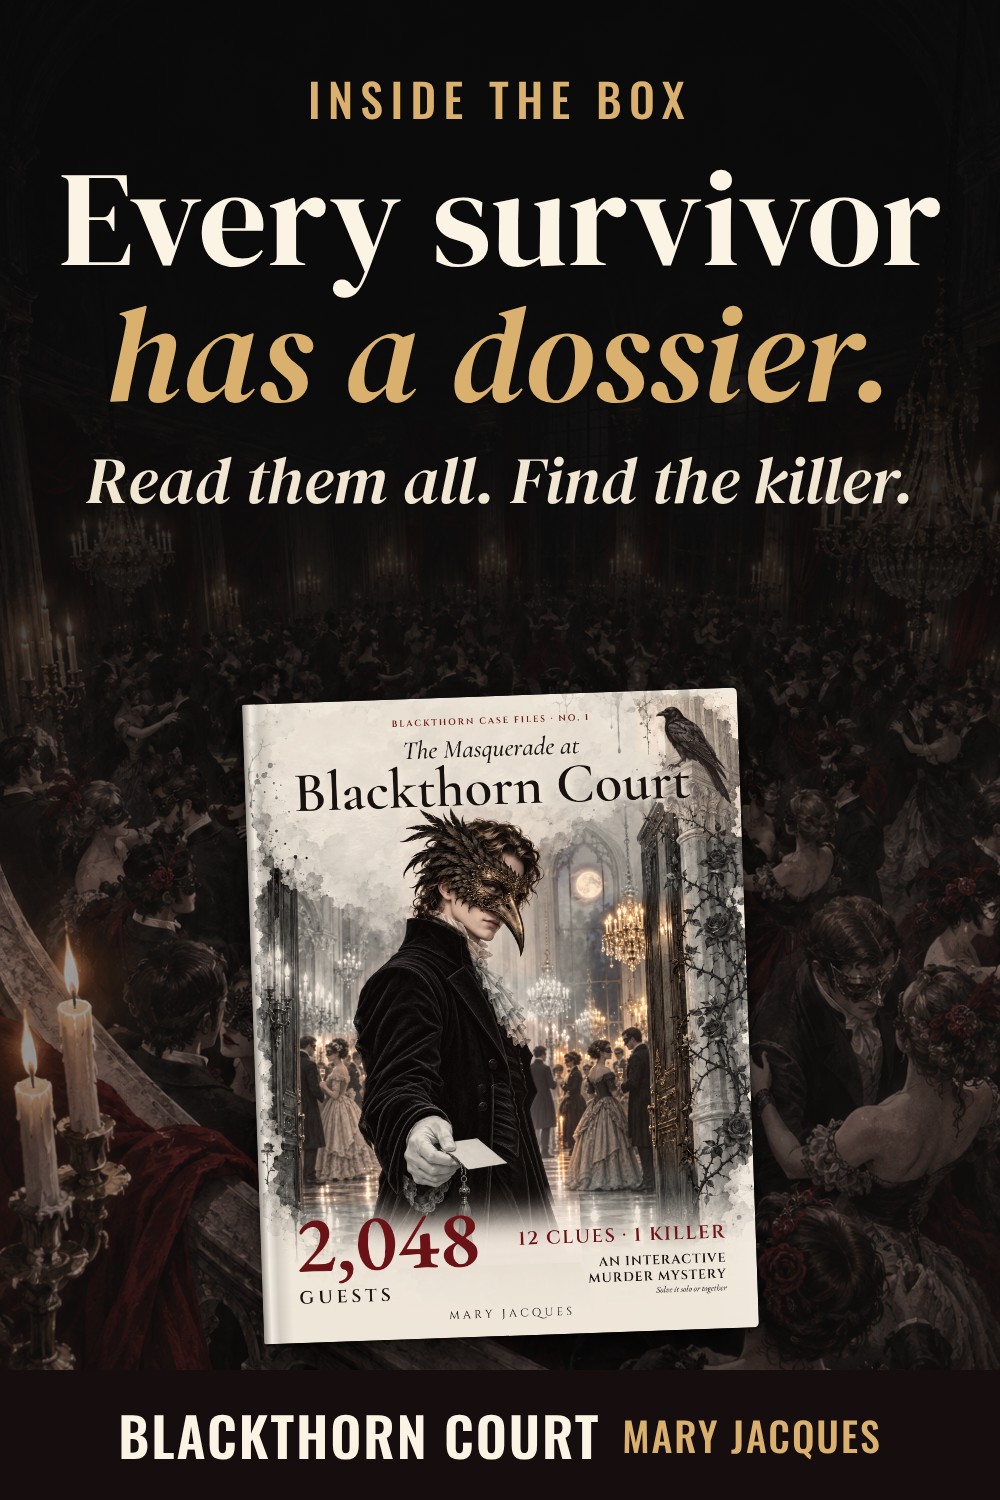 INSIDE THE BOX
Every survivor
has a dossier.
Read them all. Find the killer.
BLACKTHORN CASE FILES · NO. 1
The Masquerade at
Blackthorn Court
2,048
GUESTS
12 CLUES · 1 KILLER
AN INTERACTIVE
MURDER MYSTERY
Solve it solo or together
MARY JACQUES
BLACKTHORN COURT MARY JACQUES